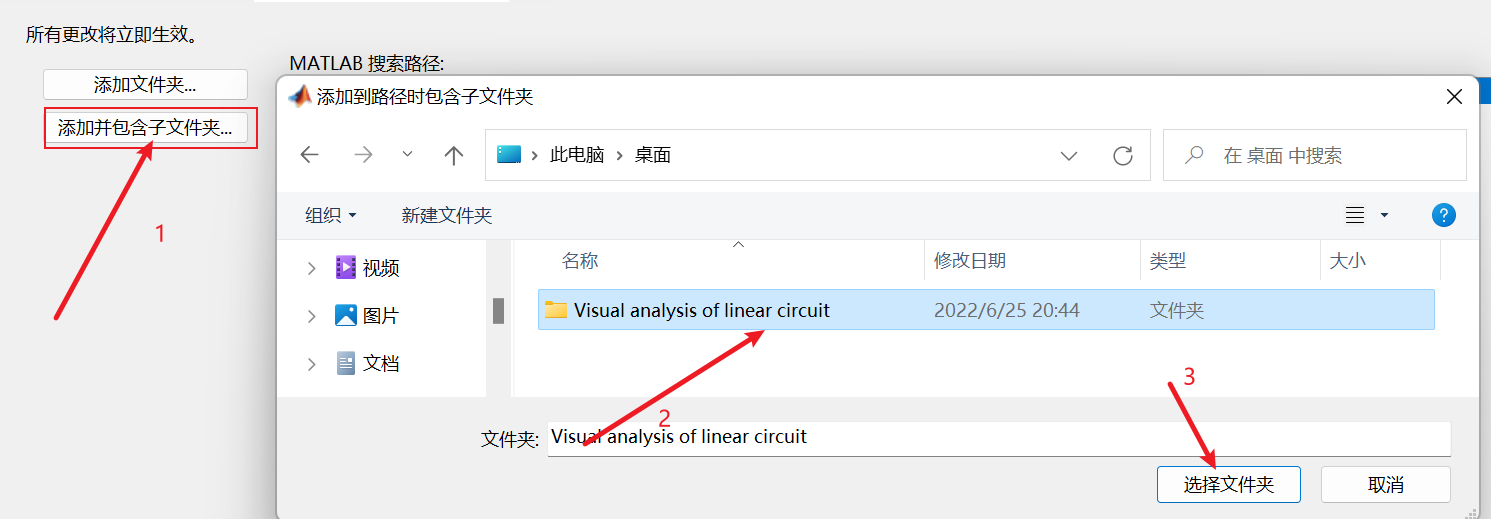 所有更改将立即生效。
添加文件夹...
添加并包含子文件夹...
1
MATLAB 搜索路径:
添加到路径时包含子文件夹
此电脑 › 桌面
在 桌面 中搜索
组织
新建文件夹
?
视频
图片
文档
名称
修改日期
类型
大小
Visual analysis of linear circuit
2022/6/25 20:44
文件夹
2
3
文件夹:
Visual analysis of linear circuit
选择文件夹
取消